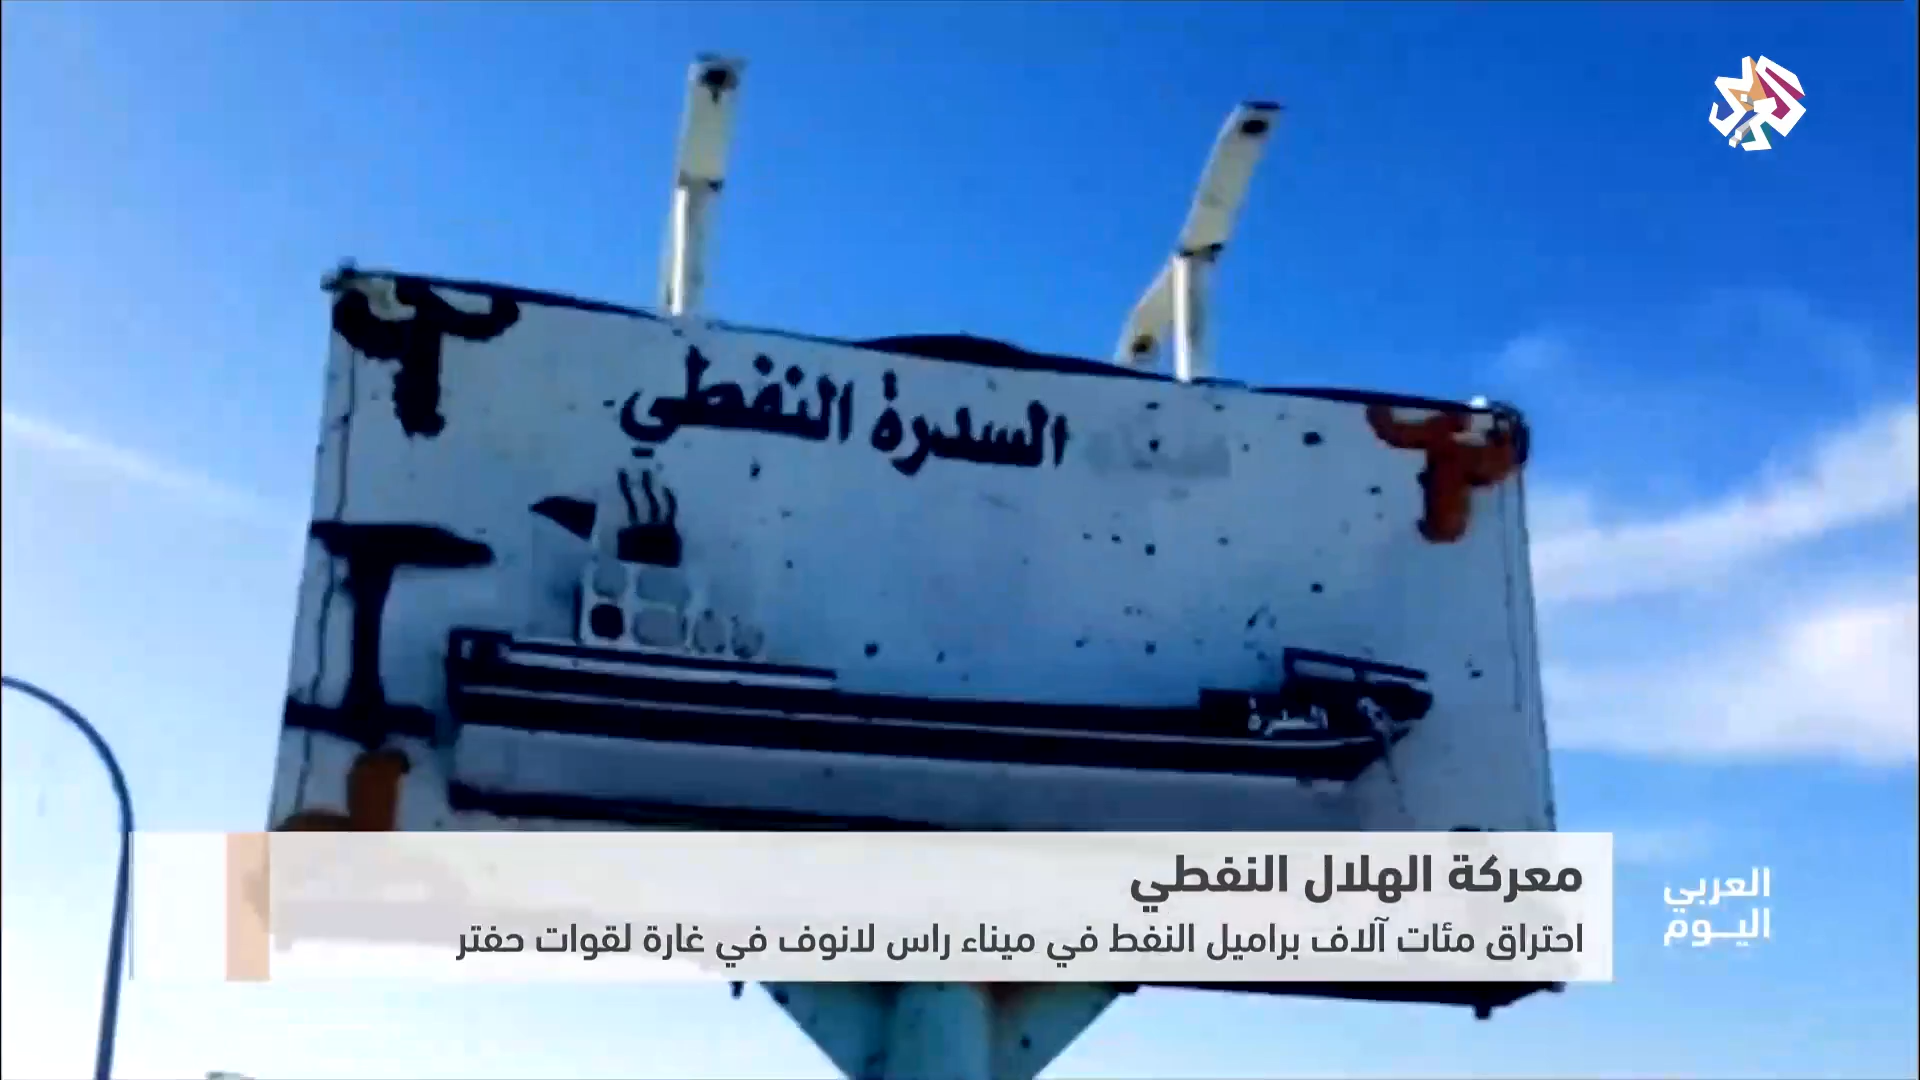 السدرة النفطي
السدرة
معركة الهلال النفطي
احتراق مئات آلاف براميل النفط في ميناء راس لانوف في غارة لقوات حفتر
العربي
اليوم